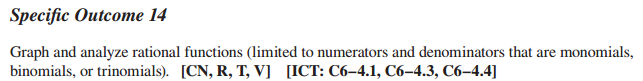 Specific Outcome 14
Graph and analyze rational functions (limited to numerators and denominators that are monomials,
binomials, or trinomials). [CN, R, T, V] [ICT: C6–4.1, C6–4.3, C6–4.4]